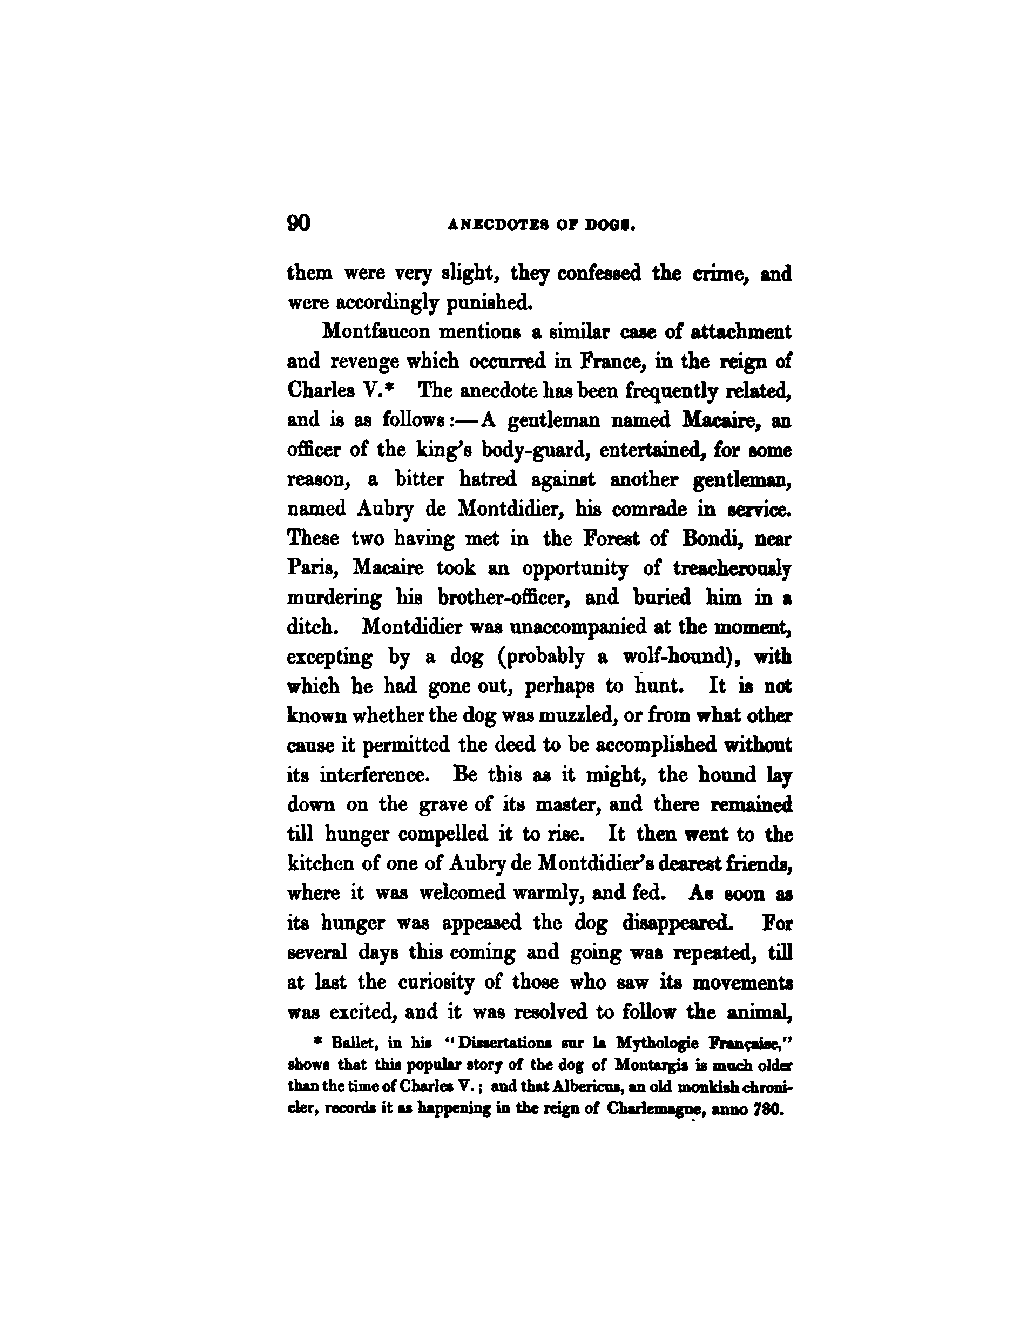 90 ANECDOTES OF DOGS.
them were very slight, they confessed the crime, and
were accordingly punished.
Montfaucon mentions a similar case of attachment
and revenge which occurred in France, in the reign of
Charles V.* The anecdote has been frequently related,
and is as follows:—A gentleman named Macaire, an
officer of the king's body-guard, entertained, for some
reason, a bitter hatred against another gentleman,
named Aubry de Montdidier, his comrade in service.
These two having met in the Forest of Bondi, near
Paris, Macaire took an opportunity of treacherously
murdering his brother-officer, and buried him in a
ditch. Montdidier was unaccompanied at the moment,
excepting by a dog (probably a wolf-hound), with
which he had gone out, perhaps to hunt. It is not
known whether the dog was muzzled, or from what other
cause it permitted the deed to be accomplished without
its interference. Be this as it might, the hound lay
down on the grave of its master, and there remained
till hunger compelled it to rise. It then went to the
kitchen of one of Aubry de Montdidier's dearest friends,
where it was welcomed warmly, and fed. As soon as
its hunger was appeased the dog disappeared. For
several days this coming and going was repeated, till
at last the curiosity of those who saw its movements
was excited, and it was resolved to follow the animal,
* Ballet, in his "Dissertations sur la Mythologie Française,"
shows that this popular story of the dog of Montargis is much older
than the time of Charles V.; and that Albericus, an old monkish chroni-
cler, records it as happening in the reign of Charlemagne, anno 780.